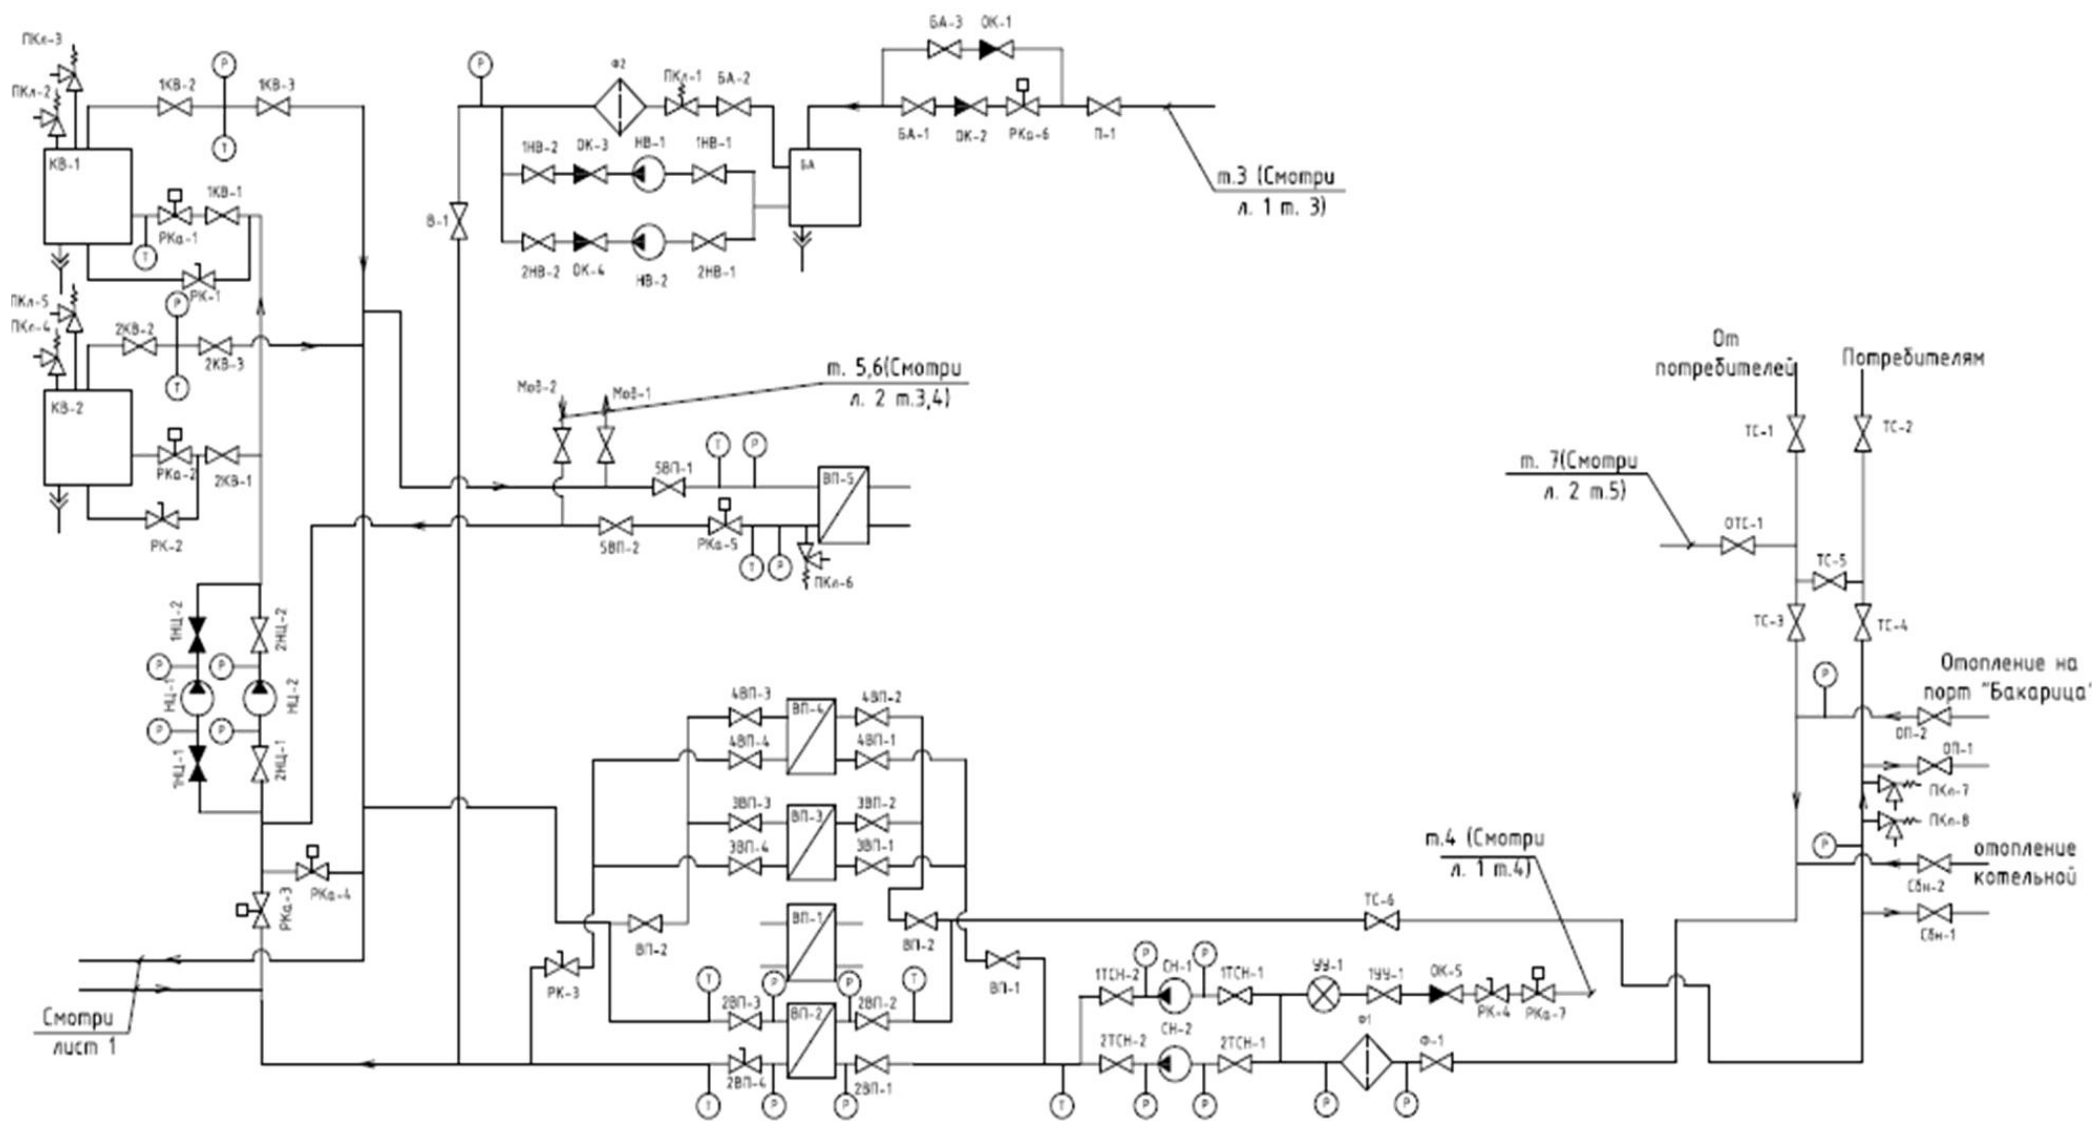 ПКл-3
ПКл-2
1КВ-2
P
1КВ-3
T
КВ-1
1КВ-1
РКа-1
T
РК-1
ПКл-5
ПКл-4
P
2КВ-2
2КВ-3
T
КВ-2
РКа-2
2КВ-1
РК-2
P
Ф2
ПКл-1
БА-2
БА-3
ОК-1
БА-1
ОК-2
РКа-6
П-1
1НВ-2
ОК-3
НВ-1
1НВ-1
БА
В-1
2НВ-2
ОК-4
НВ-2
2НВ-1
т.3 (Смотри
л. 1 т. 3)
МоВ-2
МоВ-1
т. 5,6(Смотри
л. 2 т.3,4)
5ВП-1
T
P
ВП-5
5ВП-2
РКа-5
T
P
ПКл-6
От
потребителей
Потребителям
ТС-1
ТС-2
т. 7(Смотри
л. 2 т.5)
ОТС-1
ТС-5
ТС-3
ТС-4
1НЦ-2
2НЦ-2
P
P
НЦ-1
НЦ-2
P
P
1НЦ-1
2НЦ-1
РКа-4
РКа-3
Смотри
лист 1
4ВП-3
ВП-4
4ВП-2
4ВП-4
4ВП-1
3ВП-3
ВП-3
3ВП-2
3ВП-4
3ВП-1
ВП-2
ВП-1
ВП-2
РК-3
ВП-1
T
2ВП-3
P
P
2ВП-2
T
ВП-2
2ВП-4
2ВП-1
T
P
P
T
P
Отопление на
порт "Бакарица"
ОП-2
ОП-1
ПКл-7
ПКл-8
P
отопление
котельной
Сбн-2
Сбн-1
т.4 (Смотри
л. 1 т.4)
ТС-6
1ТСН-2
P
СН-1
P
1ТСН-1
УУ-1
1УУ-1
ОК-5
РК-4
РКа-7
СН-2
2ТСН-2
2ТСН-1
Ф1
Ф-1
P
P
P
P